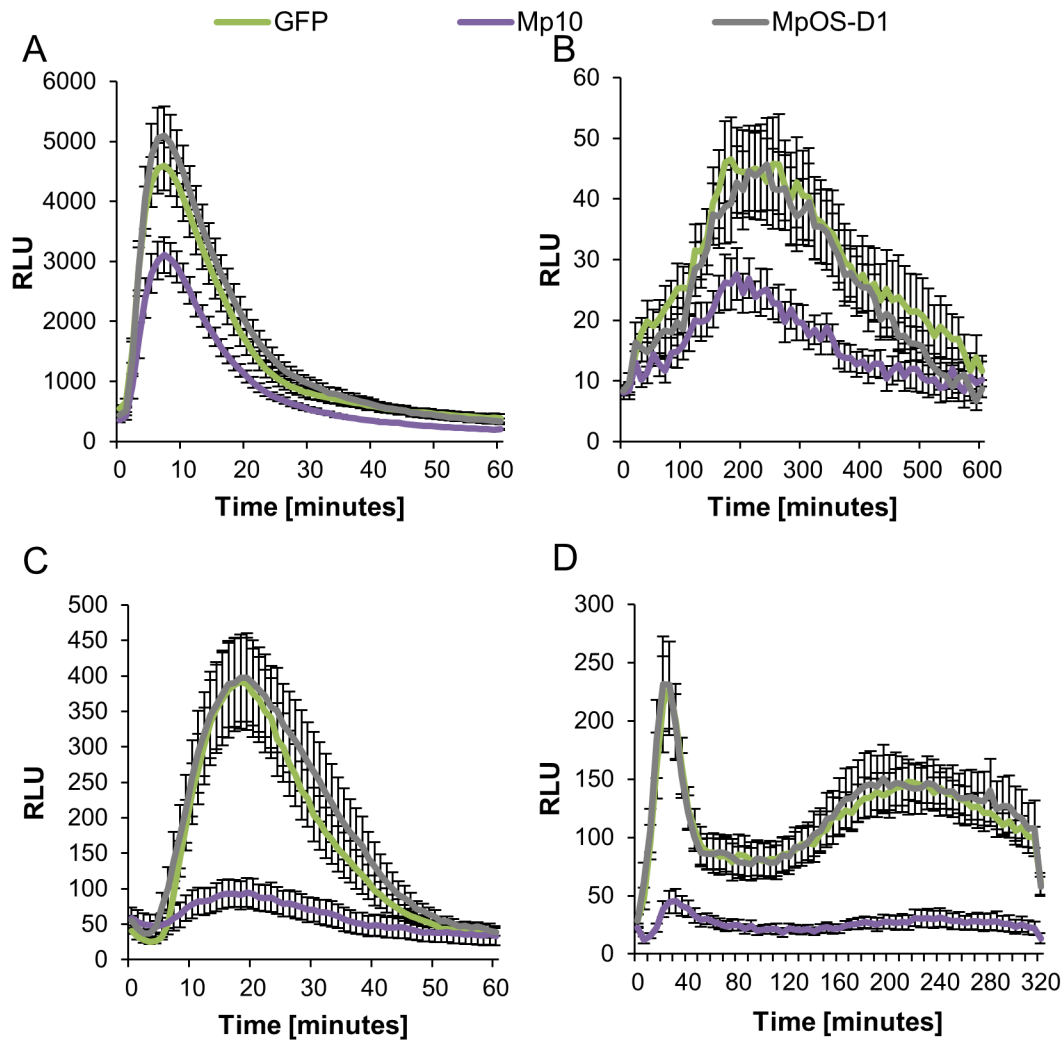 GFP Mp10 MpOS-D1
A B
6000
5000
4000
3000
2000
1000
0
RLU
0 10 20 30 40 50 60
Time [minutes]
60
50
40
30
20
10
0
RLU
0 100 200 300 400 500 600
Time [minutes]
C D
500
450
400
350
300
250
200
150
100
50
0
RLU
0 10 20 30 40 50 60
Time [minutes]
300
250
200
150
100
50
0
RLU
0 40 80 120 160 200 240 280 320
Time [minutes]